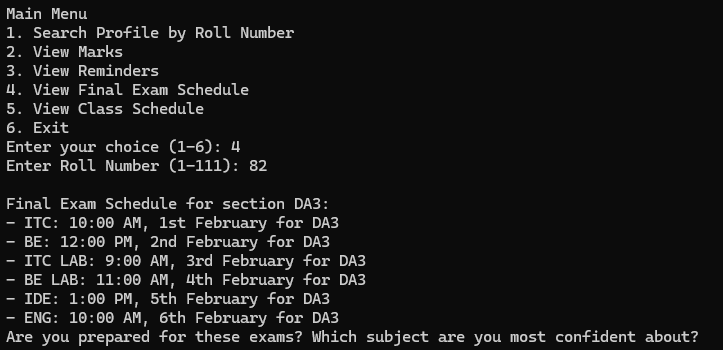 Main Menu
1. Search Profile by Roll Number
2. View Marks
3. View Reminders
4. View Final Exam Schedule
5. View Class Schedule
6. Exit
Enter your choice (1-6): 4
Enter Roll Number (1-111): 82
Final Exam Schedule for section DA3:
- ITC: 10:00 AM, 1st February for DA3
- BE: 12:00 PM, 2nd February for DA3
- ITC LAB: 9:00 AM, 3rd February for DA3
- BE LAB: 11:00 AM, 4th February for DA3
- IDE: 1:00 PM, 5th February for DA3
- ENG: 10:00 AM, 6th February for DA3
Are you prepared for these exams? Which subject are you most confident about?